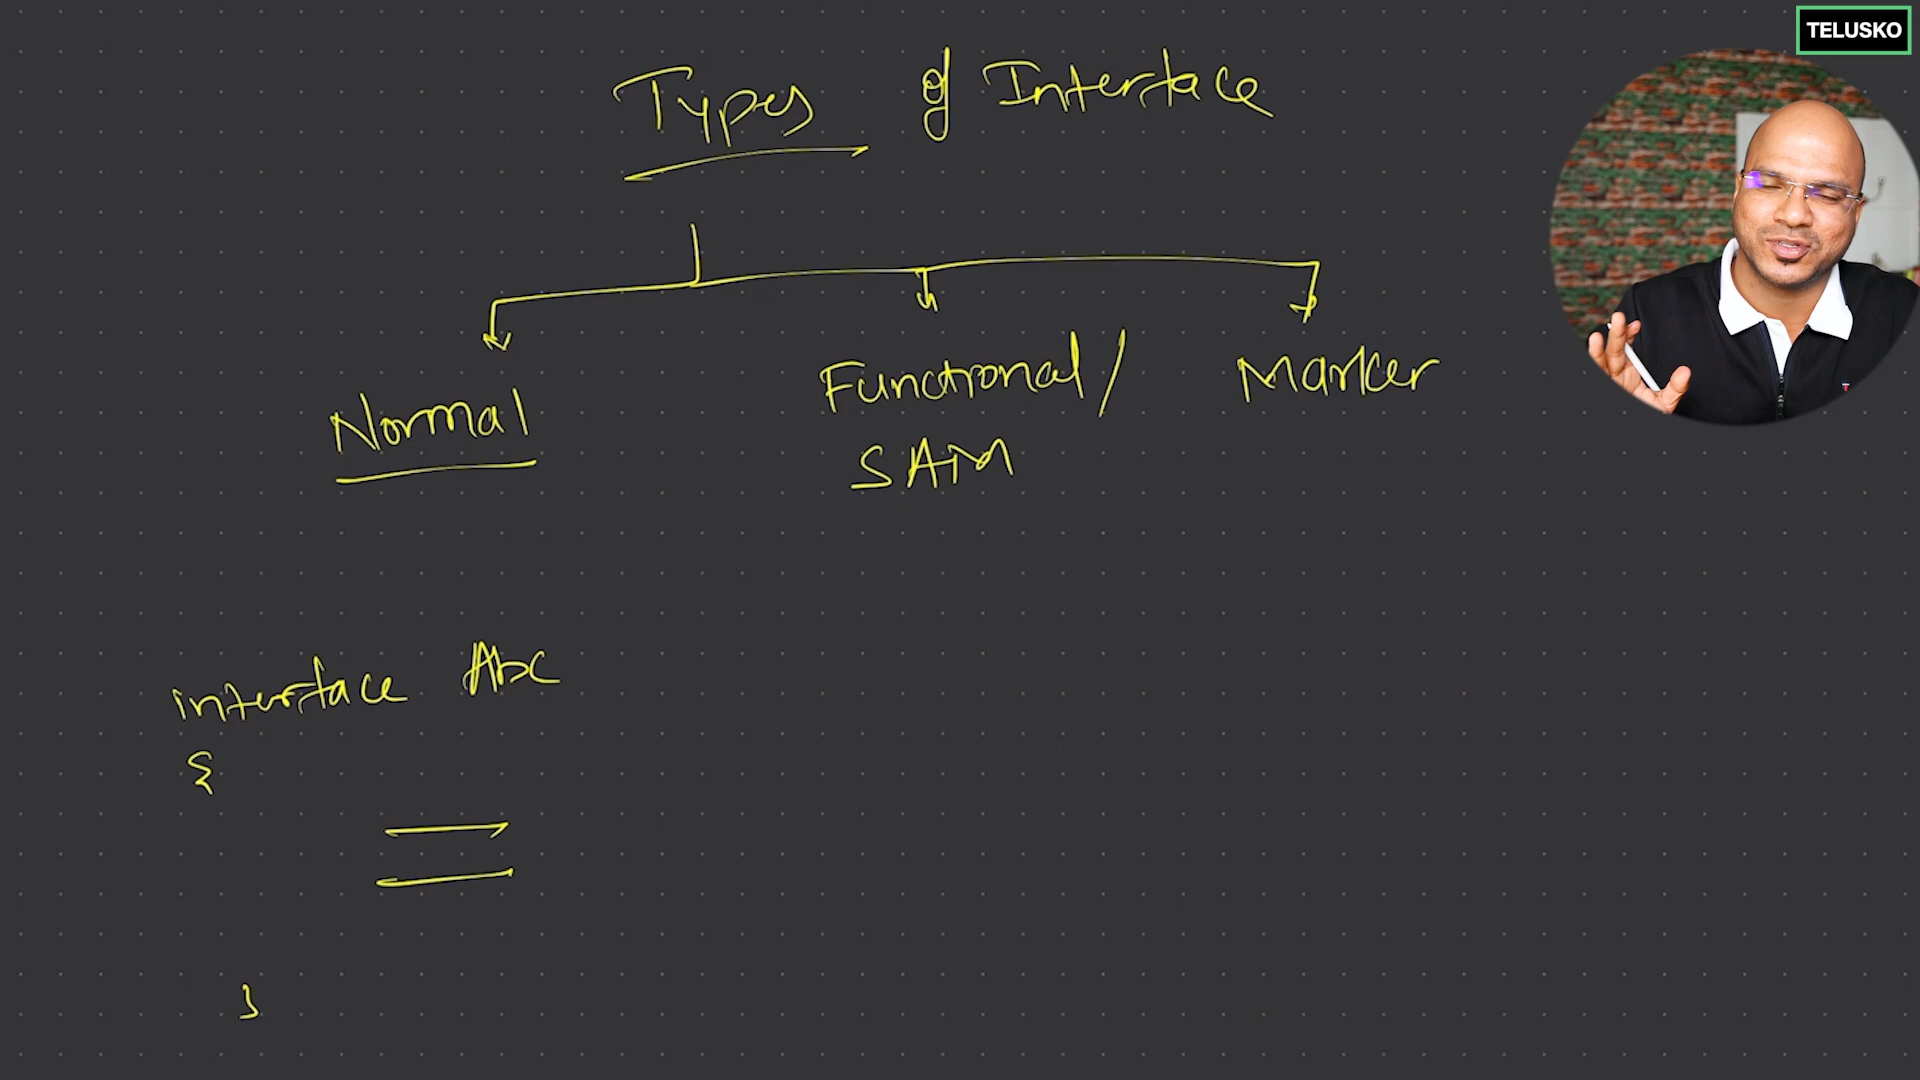 TELUSKO
Types of Interface
Normal
Functional/
SAM
Marker
interface Abc
{
}